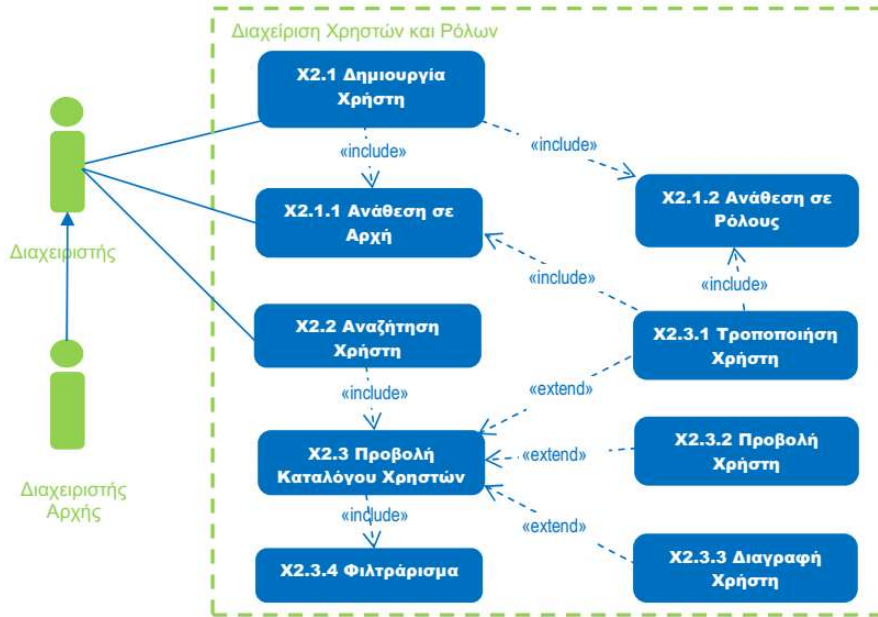 Διαχείριση Χρηστών και Ρόλων
Χ2.1 Δημιουργία
Χρήστη
«include»
«include»
Χ2.1.1 Ανάθεση σε
Αρχή
Χ2.1.2 Ανάθεση σε
Ρόλους
Διαχειριστής
«include»
«include»
Χ2.2 Αναζήτηση
Χρήστη
Χ2.3.1 Τροποποιήση
Χρήστη
«include»
«extend»
Χ2.3 Προβολή
Καταλόγου Χρηστών
«extend»
Χ2.3.2 Προβολή
Χρήστη
Διαχειριστής
Αρχής
«include»
«extend»
Χ2.3.4 Φιλτράρισμα
Χ2.3.3 Διαγραφή
Χρήστη